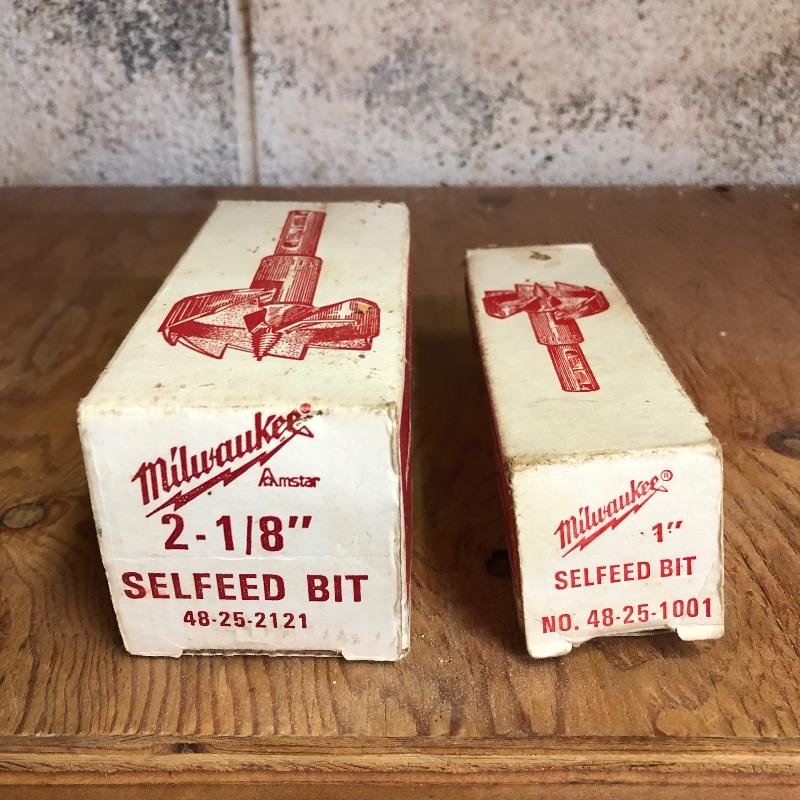 Milwaukee®
Amstar
2-1/8"
SELFEED BIT
48-25-2121
Milwaukee®
1"
SELFEED BIT
NO. 48-25-1001